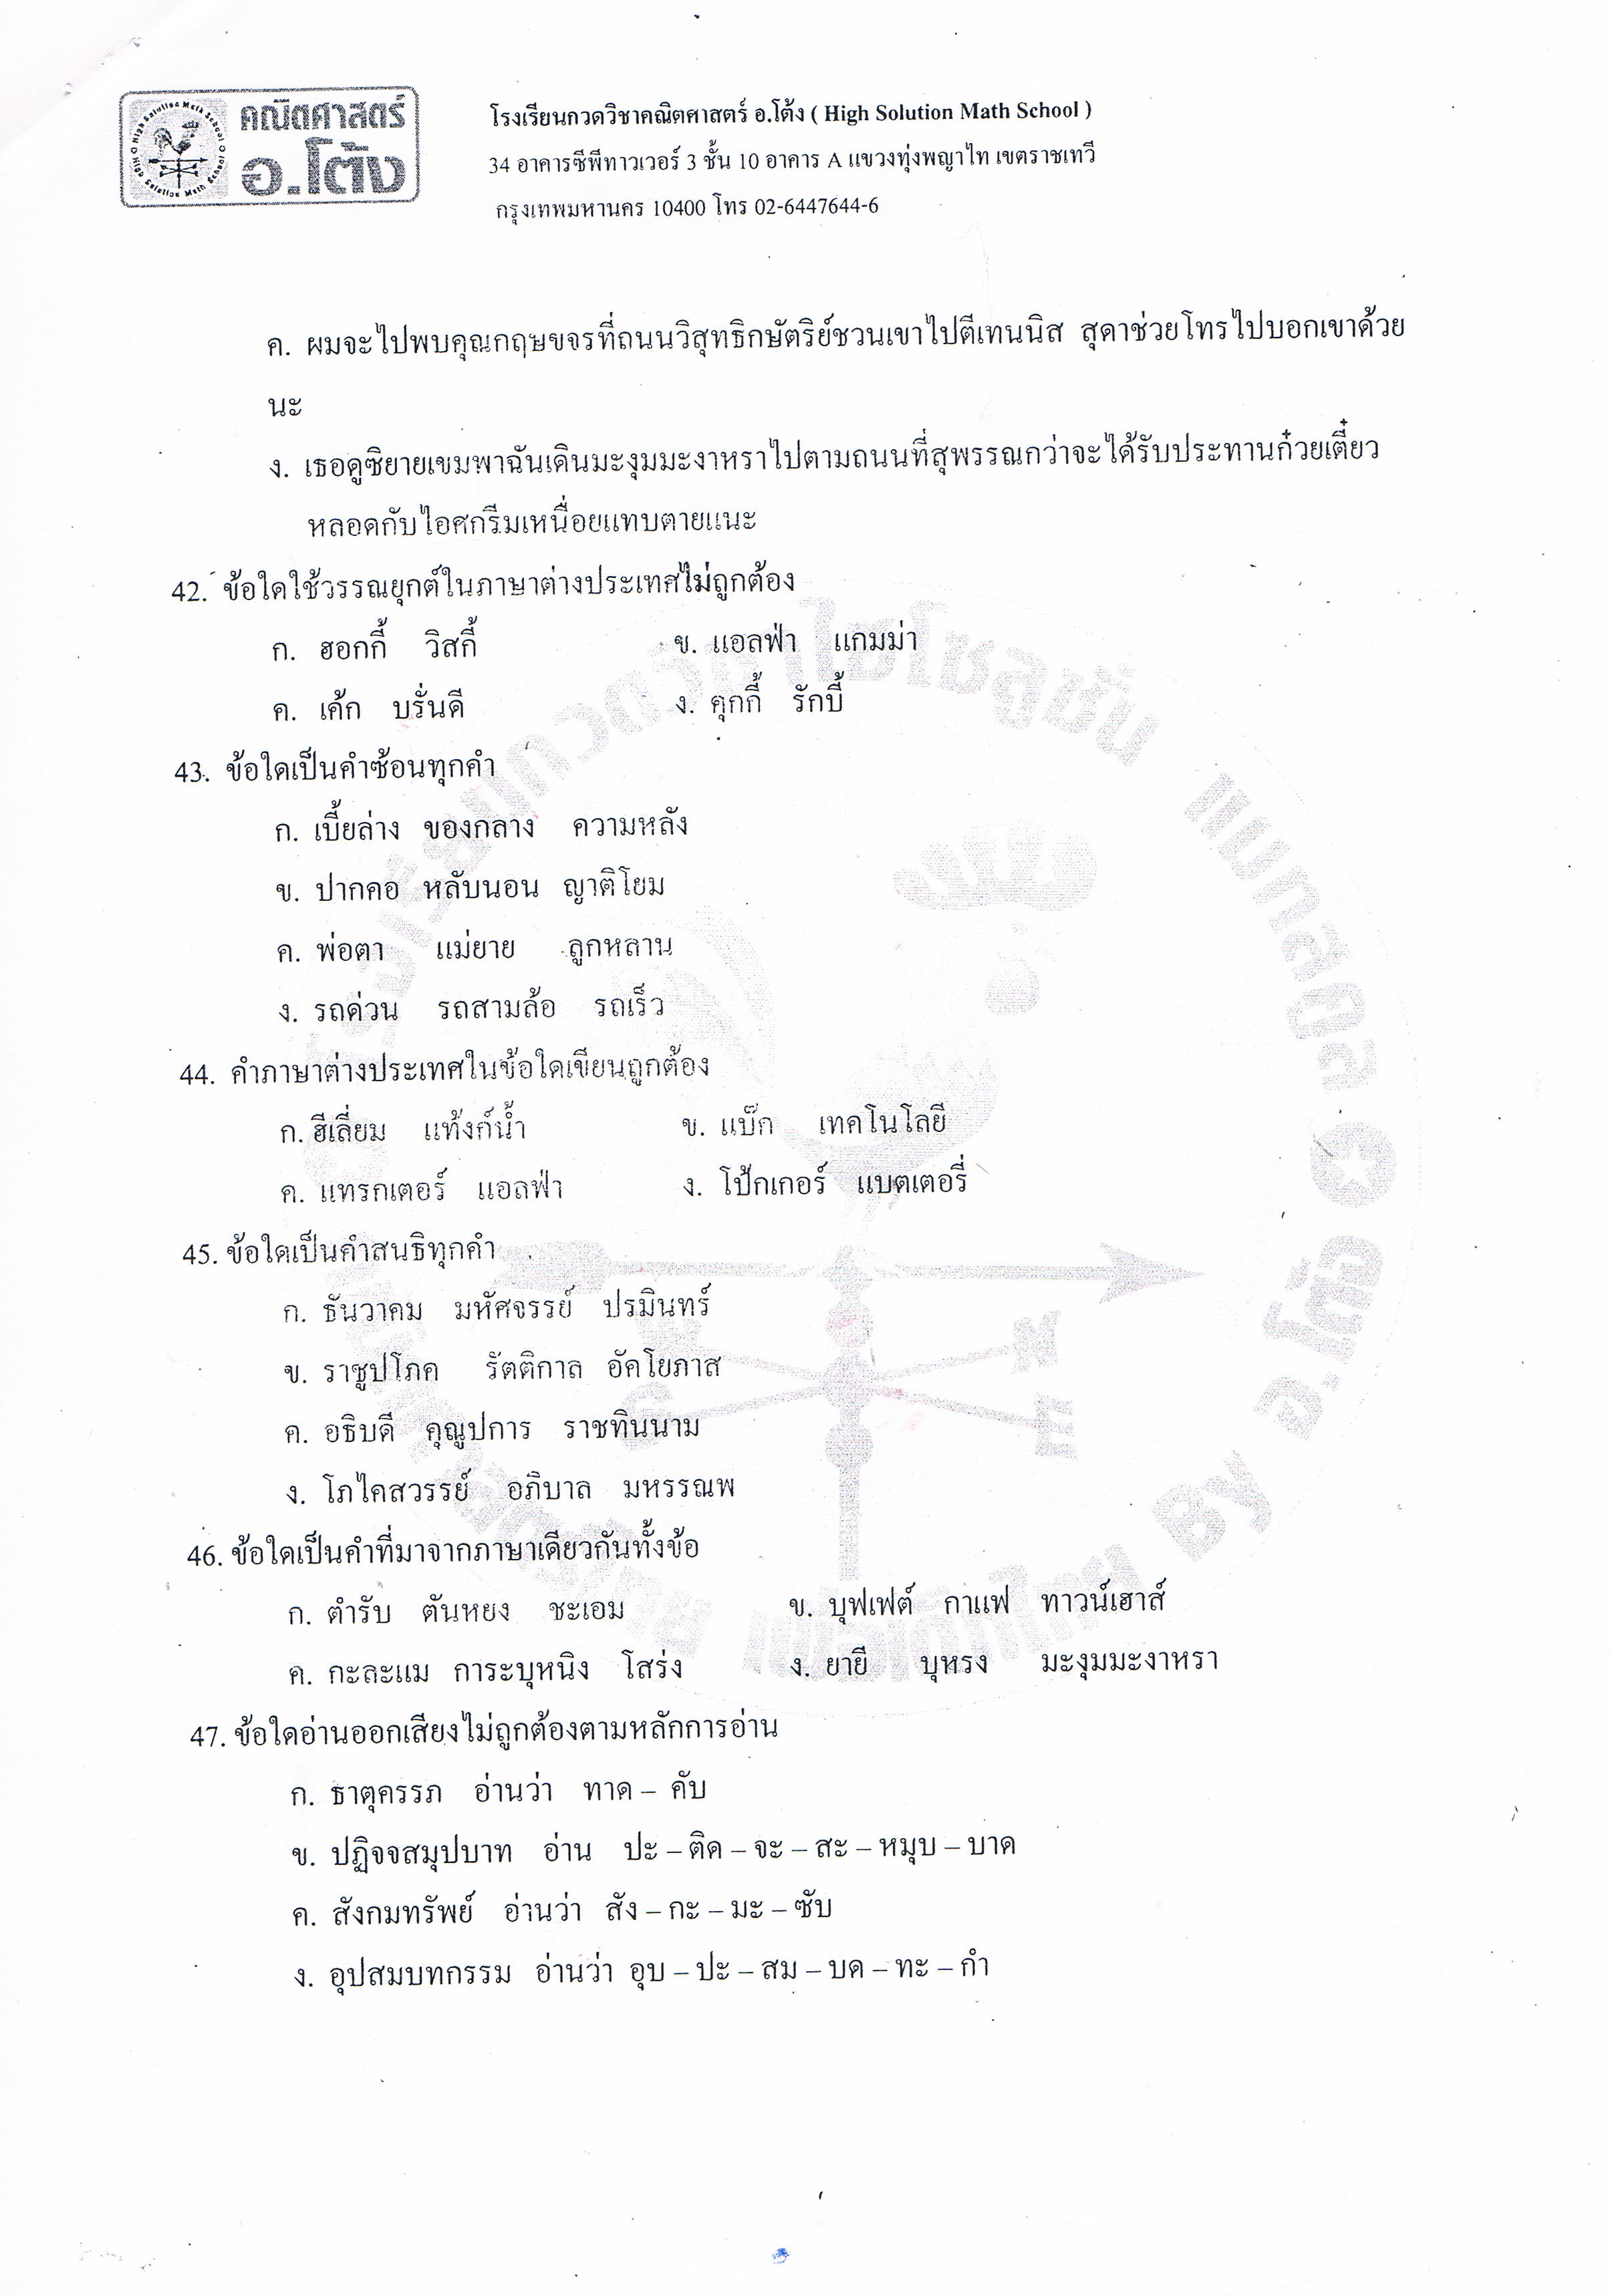 คณิตศาสตร์
อ.โต้ง
โรงเรียนกวดวิชาคณิตศาสตร์ อ.โต้ง ( High Solution Math School )
34 อาคารซีพีทาวเวอร์ 3 ชั้น 10 อาคาร A แขวงทุ่งพญาไท เขตราชเทวี
กรุงเทพมหานคร 10400 โทร 02-6447644-6
ค. ผมจะไปพบคุณกฤษขจรที่ถนนวิสุทธิกษัตริย์ชวนเขาไปตีเทนนิส สุดาช่วยโทรไปบอกเขาด้วย
นะ
ง. เธอดูซิยายเขมพาฉันเดินมะงุมมะงาหราไปตามถนนที่สุพรรณกว่าจะได้รับประทานก๋วยเตี๋ยว
หลอดกับไอศกรีมเหนื่อยแทบตายแนะ
42. ข้อใดใช้วรรณยุกต์ในภาษาต่างประเทศไม่ถูกต้อง
ก. ฮอกกี้ วิสกี้ ข. แอลฟ่า แกมม่า
ค. เค้ก บรั่นดี ง. คุกกี้ รักบี้
43. ข้อใดเป็นคำซ้อนทุกคำ
ก. เบี้ยล่าง ของกลาง ความหลัง
ข. ปากคอ หลับนอน ญาติโยม
ค. พ่อตา แม่ยาย ลูกหลาน
ง. รถด่วน รถสามล้อ รถเร็ว
44. คำภาษาต่างประเทศในข้อใดเขียนถูกต้อง
ก. ฮีเลี่ยม แท้งก์น้ำ ข. แบ๊ก เทคโนโลยี
ค. แทรกเตอร์ แอลฟ่า ง. โป้กเกอร์ แบตเตอรี่
45. ข้อใดเป็นคำสนธิทุกคำ
ก. ธันวาคม มหัศจรรย์ ปรมินทร์
ข. ราชูปโภค รัตติกาล อัคโยภาส
ค. อธิบดี คุณูปการ ราชทินนาม
ง. โภไคสวรรย์ อภิบาล มหรรณพ
46. ข้อใดเป็นคำที่มาจากภาษาเดียวกันทั้งข้อ
ก. ตำรับ ตันหยง ชะเอม ข. บุฟเฟต์ กาแฟ ทาวน์เฮาส์
ค. กะละแม การะบุหนิง โสร่ง ง. ยายี บุหรง มะงุมมะงาหรา
47. ข้อใดอ่านออกเสียงไม่ถูกต้องตามหลักการอ่าน
ก. ธาตุครรภ อ่านว่า ทาด – คับ
ข. ปฏิจจสมุปบาท อ่าน ปะ – ติด – จะ – สะ – หมุบ – บาด
ค. สังกมทรัพย์ อ่านว่า สัง – กะ – มะ – ซับ
ง. อุปสมบทกรรม อ่านว่า อุบ – ปะ – สม – บด – ทะ – กำ